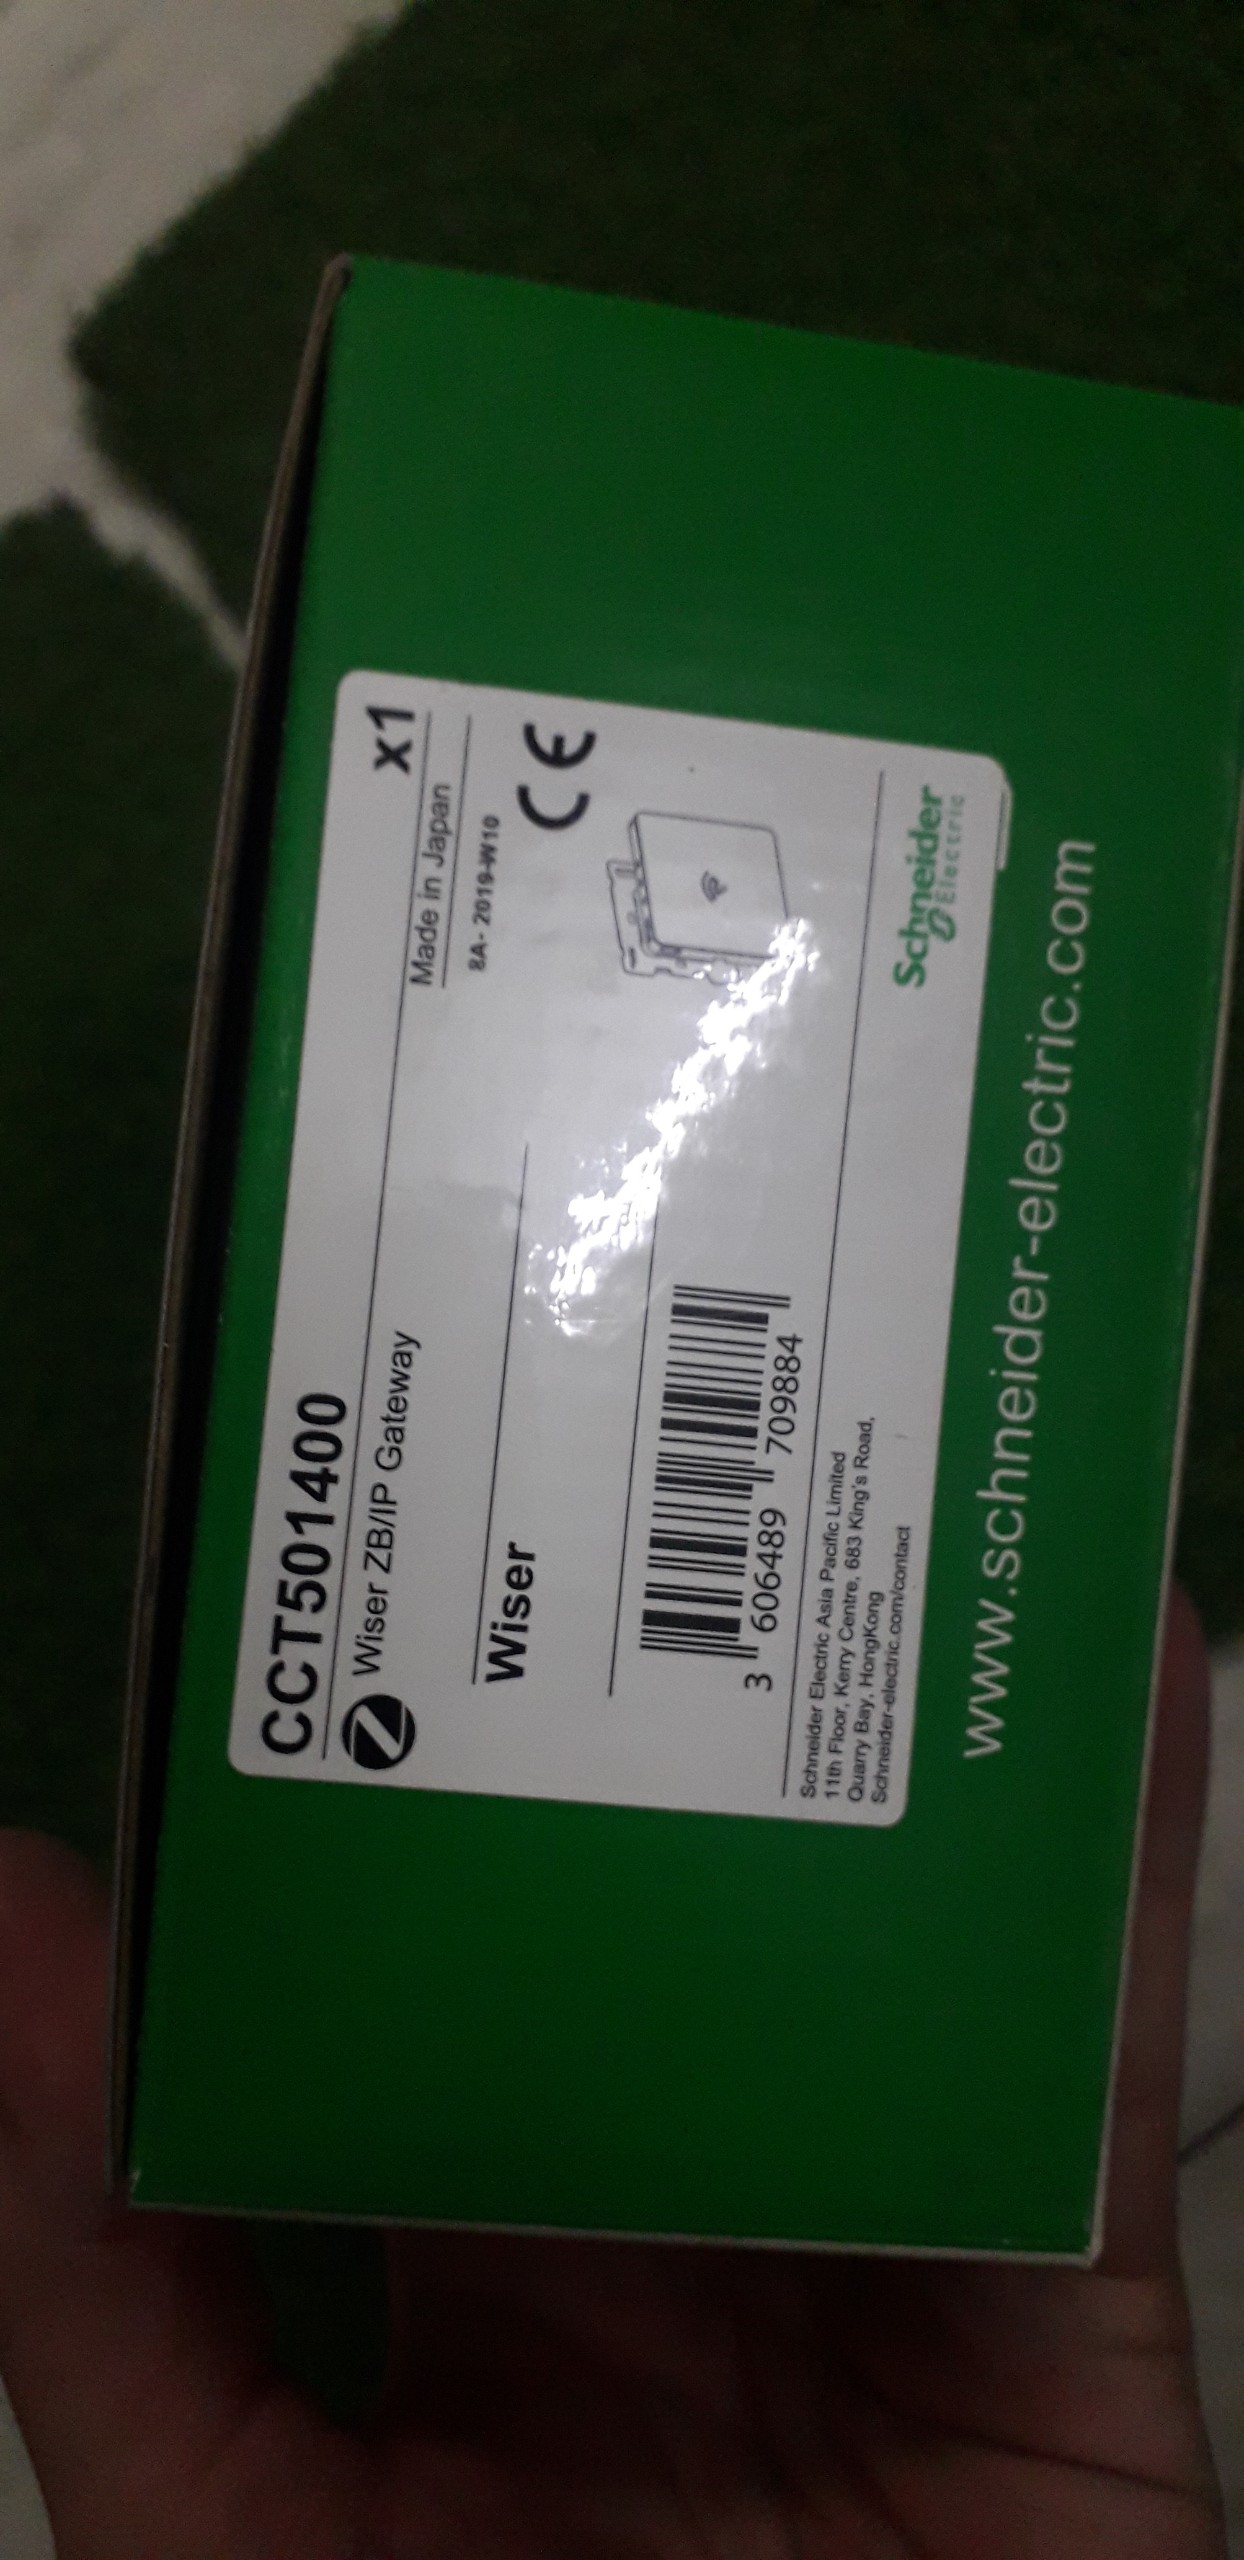 CCT501400
x1
Wiser ZB/IP Gateway
Made in Japan
8A- 2019-W10
Wiser
CE
3 606489 709884
Schneider Electric Asia Pacific Limited
11th Floor, Kerry Centre, 683 King's Road,
Quarry Bay, HongKong
Schneider-electric.com/contact
Schneider
Electric
www.schneider-electric.com